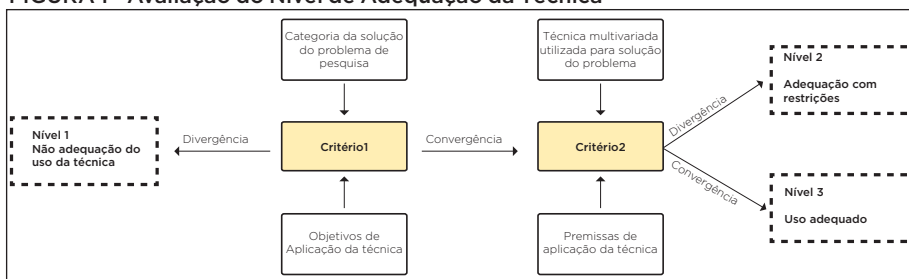 FIGURA 1 - Avaliação do Nível de Adequação da Técnica
Categoria da solução
do problema de
pesquisa
Técnica multivariada
utilizada para solução
do problema
Nível 2
Adequação com
restrições
Nível 1
Não adequação do
uso da técnica
Divergência
Critério1
Convergência
Critério2
Divergência
Convergência
Nível 3
Uso adequado
Objetivos de
Aplicação da técnica
Premissas de
aplicação da técnica